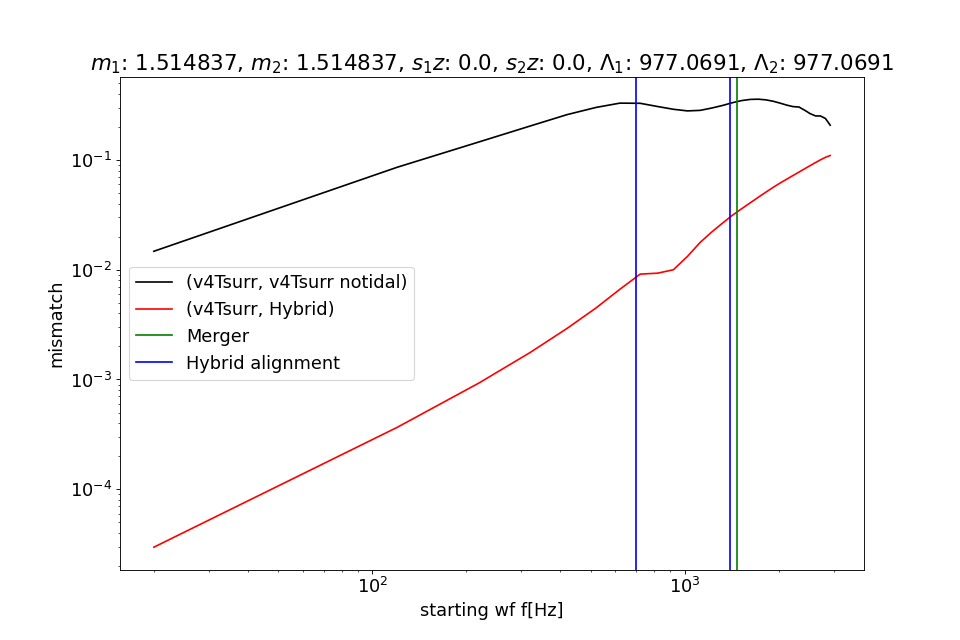 m₁: 1.514837, m₂: 1.514837, s₁z: 0.0, s₂z: 0.0, Λ₁: 977.0691, Λ₂: 977.0691
10⁻¹
10⁻²
10⁻³
10⁻⁴
mismatch
(v4Tsurr, v4Tsurr notidal)
(v4Tsurr, Hybrid)
Merger
Hybrid alignment
10²
10³
starting wf f[Hz]